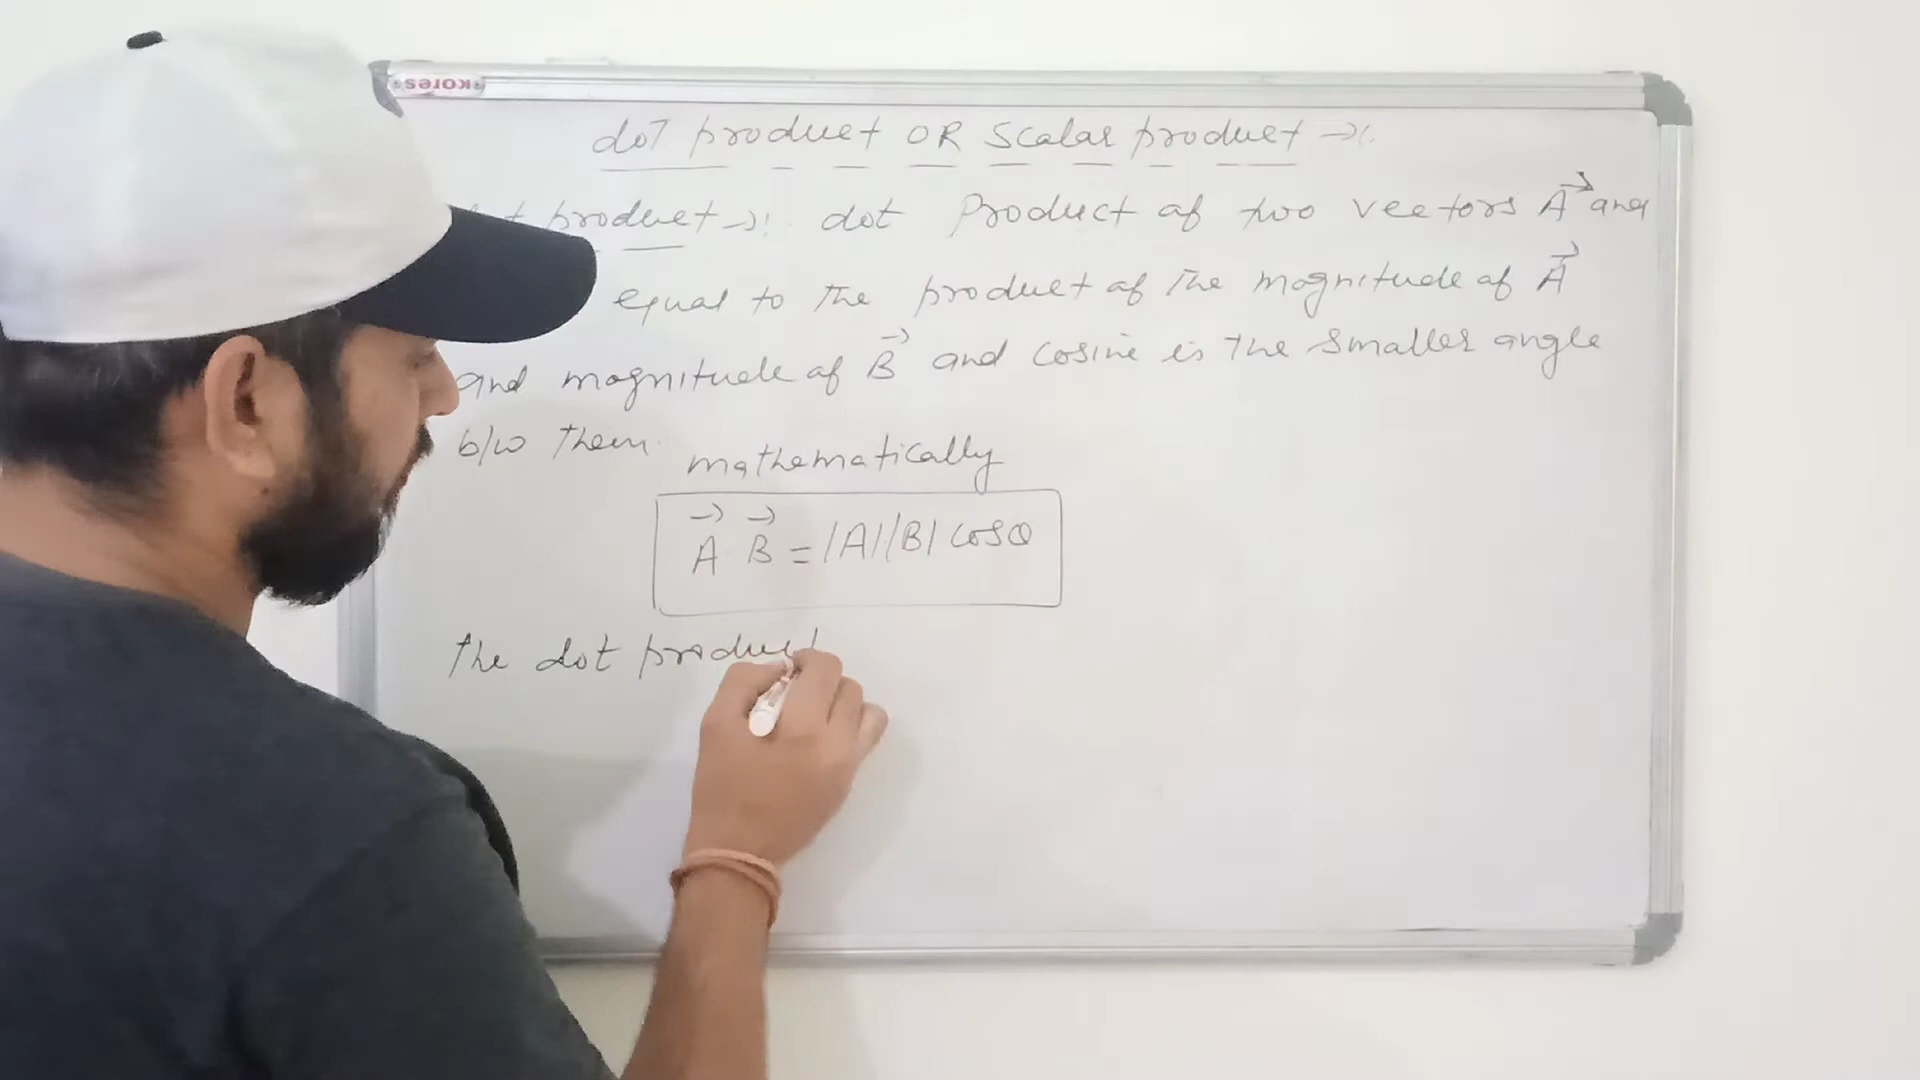 kores
doT product OR Scalar product →:
product →: dot Product of two vectors A⃗ and
equal to The product of The magnitude of A⃗
and magnitude of B⃗ and cosine is The smaller angle
b/w them.
mathematically
A⃗ B⃗ = |A||B| cosθ
The dot product